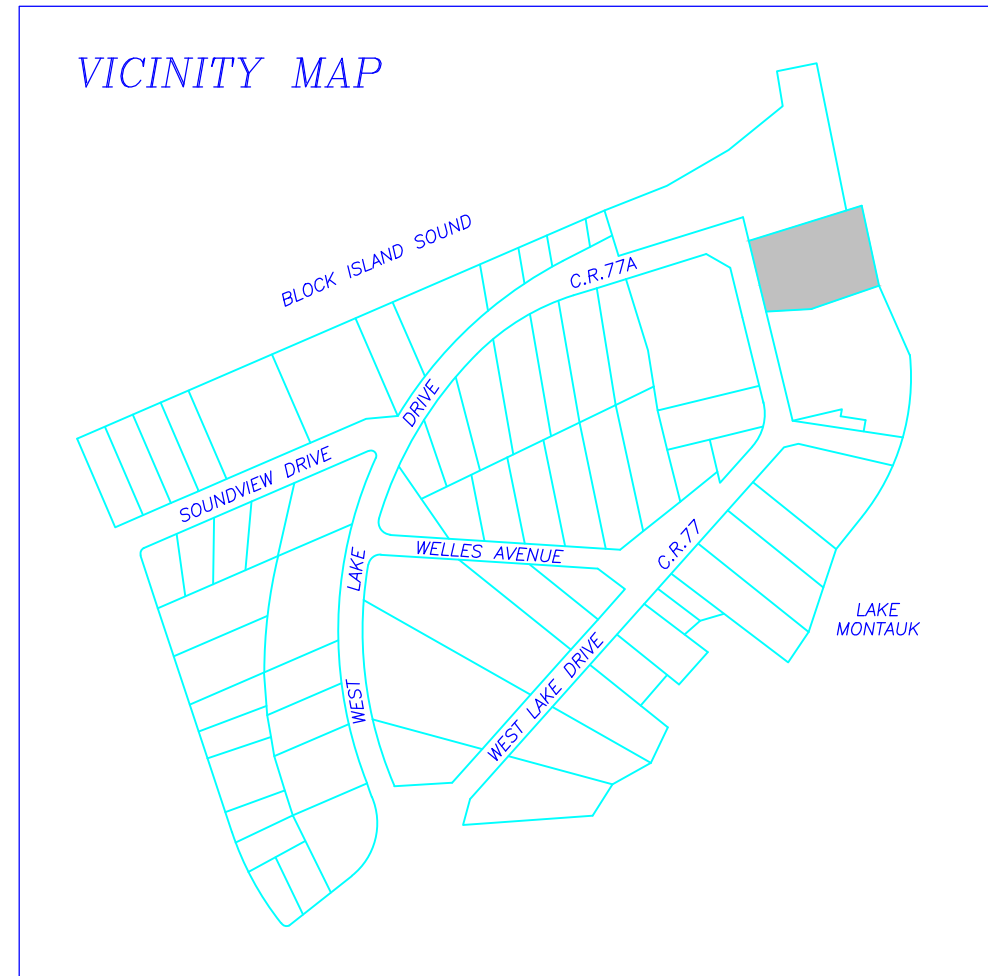 VICINITY MAP
BLOCK ISLAND SOUND
C.R.77A
DRIVE
SOUNDVIEW DRIVE
WELLES AVENUE
LAKE
C.R.77
LAKE
MONTAUK
WEST LAKE DRIVE
WEST